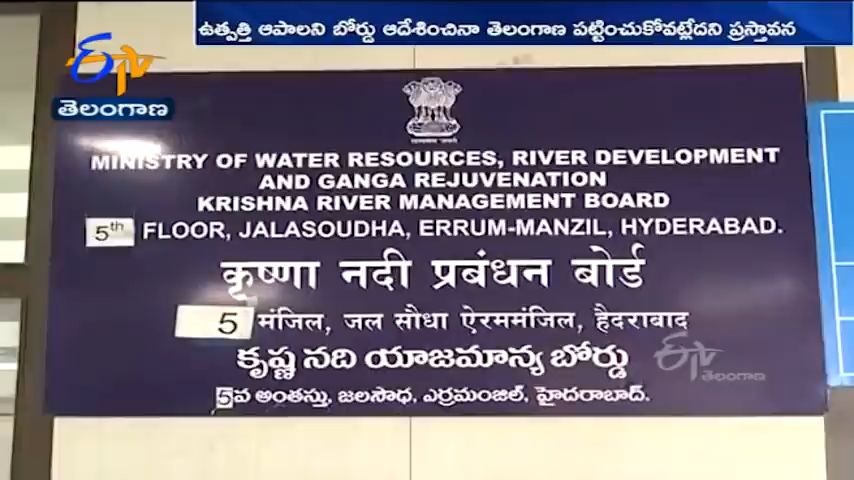 ఉత్పత్తి ఆపాలని బోర్డు ఆదేశించినా తెలంగాణ పట్టించుకోవట్లేదని ప్రస్తావన
ETV
తెలంగాణ
MINISTRY OF WATER RESOURCES, RIVER DEVELOPMENT
AND GANGA REJUVENATION
KRISHNA RIVER MANAGEMENT BOARD
5th FLOOR, JALASOUDHA, ERRUM-MANZIL, HYDERABAD.
कृष्णा नदी प्रबंधन बोर्ड
5 मंजिल, जल सौधा ऐरममंजिल, हैदराबाद
కృష్ణ నది యాజమాన్య బోర్డు
5వ అంతస్తు, జలసౌధ, ఎర్రమంజిల్, హైదరాబాద్.
ETV
తెలంగాణ